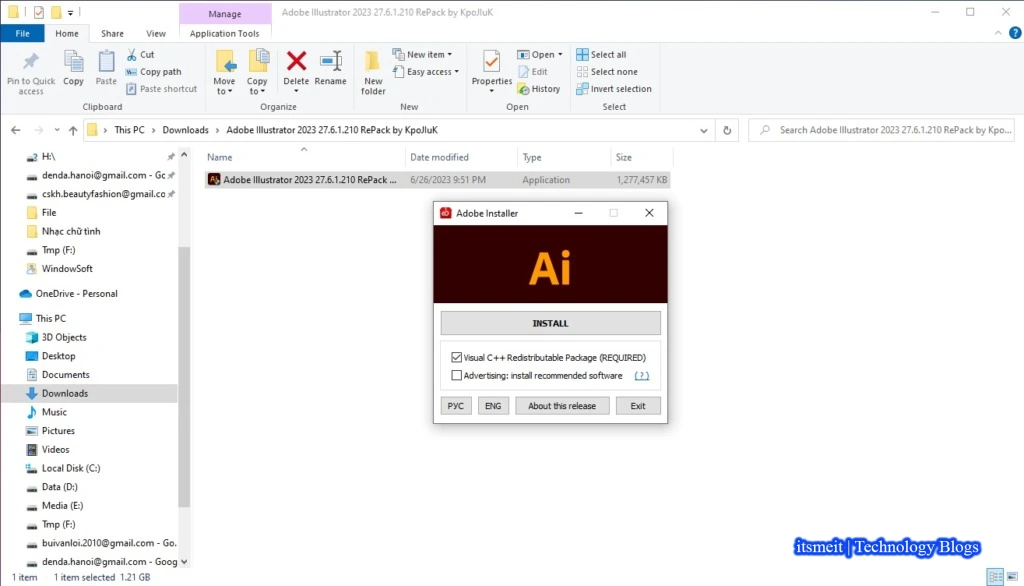 Manage
Adobe Illustrator 2023 27.6.1.210 RePack by KpoJIuK
File
Home
Share
View
Application Tools
Pin to Quick access
Copy
Paste
Cut
Copy path
Paste shortcut
Clipboard
Move to
Copy to
Delete
Rename
Organize
New folder
New item
Easy access
New
Properties
Open
Edit
History
Open
Select all
Select none
Invert selection
Select
This PC
Downloads
Adobe Illustrator 2023 27.6.1.210 RePack by KpoJIuK
Search Adobe Illustrator 2023 27.6.1.210 RePack by Kpo...
H:\
denda.hanoi@gmail.com - Gc
cskh.beautyfashion@gmail.co
File
Nhạc chữ tình
Tmp (F:)
WindowSoft
OneDrive - Personal
This PC
3D Objects
Desktop
Documents
Downloads
Music
Pictures
Videos
Local Disk (C:)
Data (D:)
Media (E:)
Tmp (F:)
buivanloi.2010@gmail.com - Go.
denda.hanoi@gmail.com - Goog
Name
Date modified
Type
Size
Adobe Illustrator 2023 27.6.1.210 RePack ...
6/26/2023 9:51 PM
Application
1,277,457 KB
Adobe Installer
Ai
INSTALL
Visual C++ Redistributable Package (REQUIRED)
Advertising: install recommended software
(?)
РУС
ENG
About this release
Exit
itsmeit | Technology Blogs
1 item
1 item selected 1.21 GB